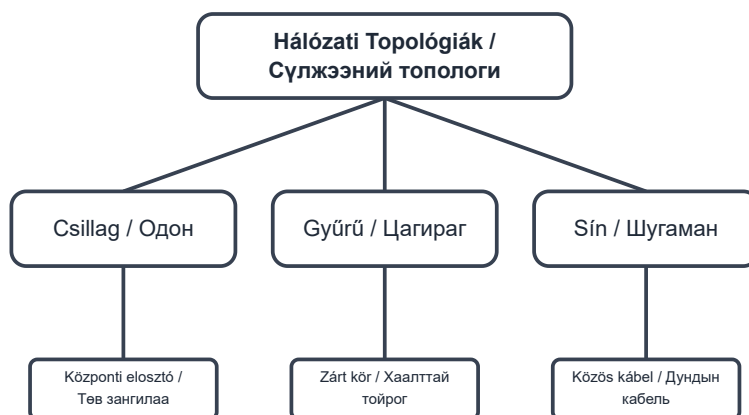 Hálózati Topológiák /
Сүлжээний топологи
Csillag / Одон
Gyűrű / Цагираг
Sín / Шугаман
Központi elosztó /
Төв зангилаа
Zárt kör / Хаалттай
тойрог
Közös kábel / Дундын
кабель